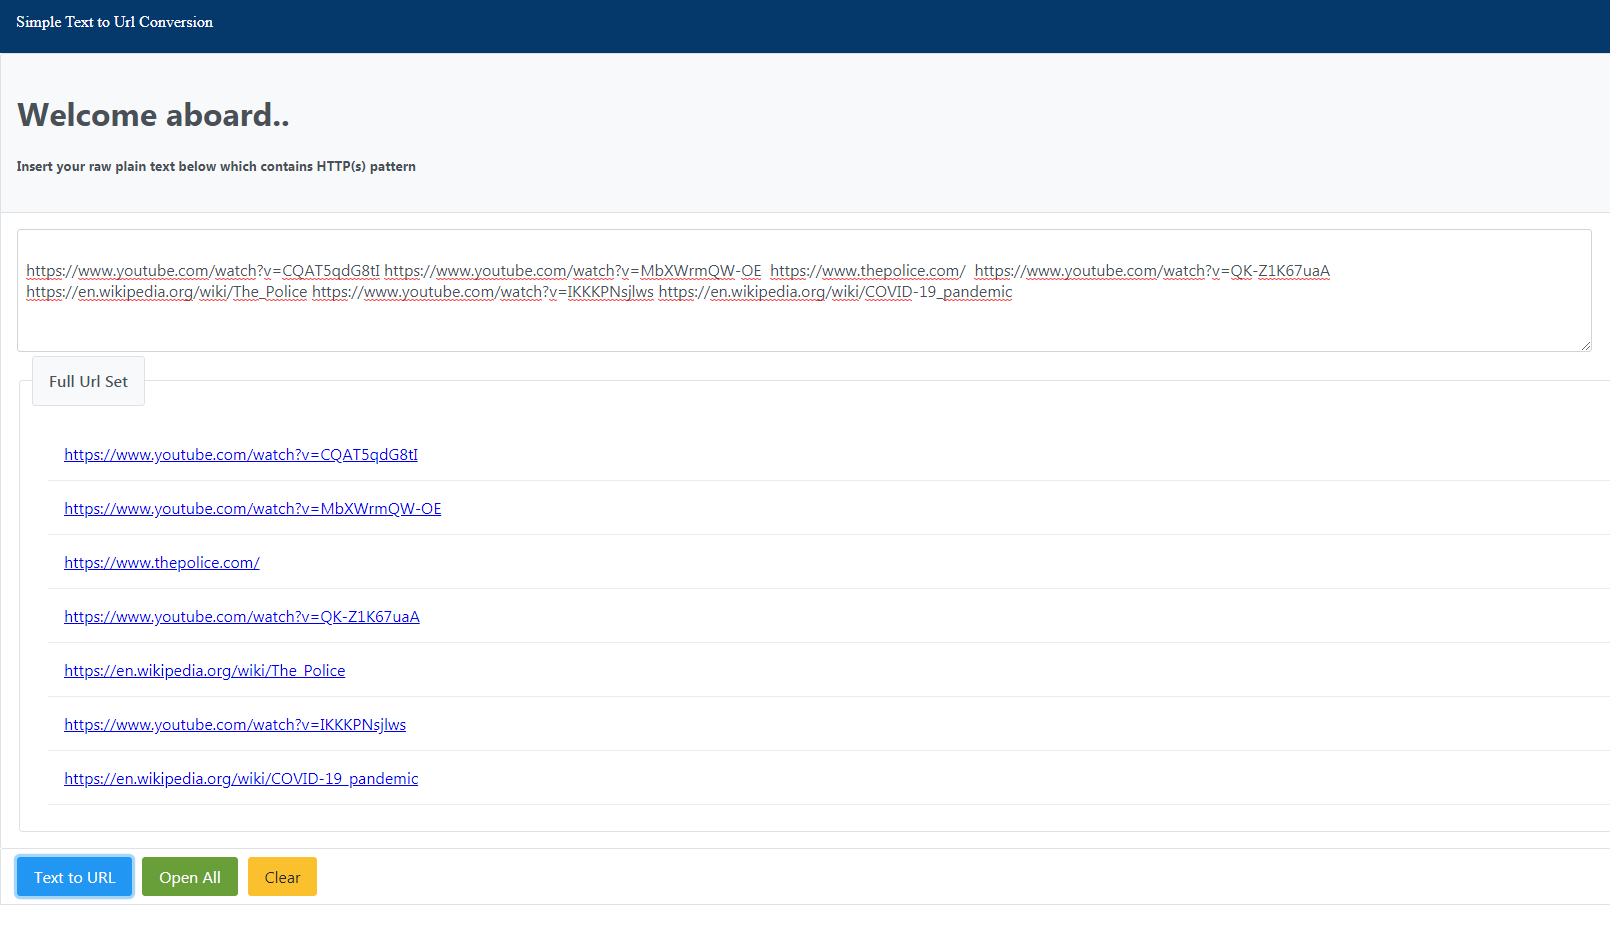 Simple Text to Url Conversion
Welcome aboard..
Insert your raw plain text below which contains HTTP(s) pattern
https://www.youtube.com/watch?v=CQAT5qdG8tI https://www.youtube.com/watch?v=MbXWrmQW-OE https://www.thepolice.com/ https://www.youtube.com/watch?v=QK-Z1K67uaA
https://en.wikipedia.org/wiki/The_Police https://www.youtube.com/watch?v=IKKKPNsjlws https://en.wikipedia.org/wiki/COVID-19_pandemic
Full Url Set
https://www.youtube.com/watch?v=CQAT5qdG8tI
https://www.youtube.com/watch?v=MbXWrmQW-OE
https://www.thepolice.com/
https://www.youtube.com/watch?v=QK-Z1K67uaA
https://en.wikipedia.org/wiki/The_Police
https://www.youtube.com/watch?v=IKKKPNsjlws
https://en.wikipedia.org/wiki/COVID-19_pandemic
Text to URL Open All Clear